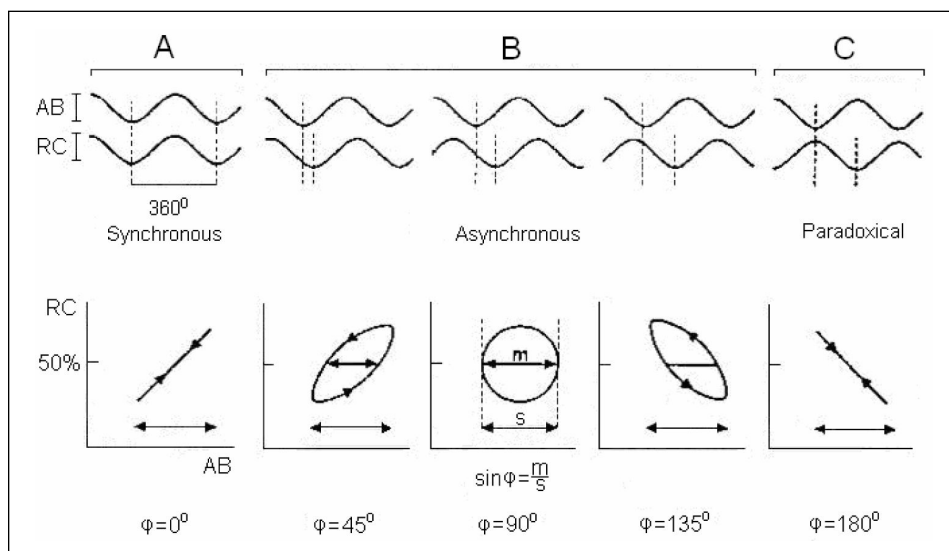 A B C
AB
RC
360⁰
Synchronous Asynchronous Paradoxical
RC
50%
m
s
AB
sinφ=m/s
φ=0⁰ φ=45⁰ φ=90⁰ φ=135⁰ φ=180⁰